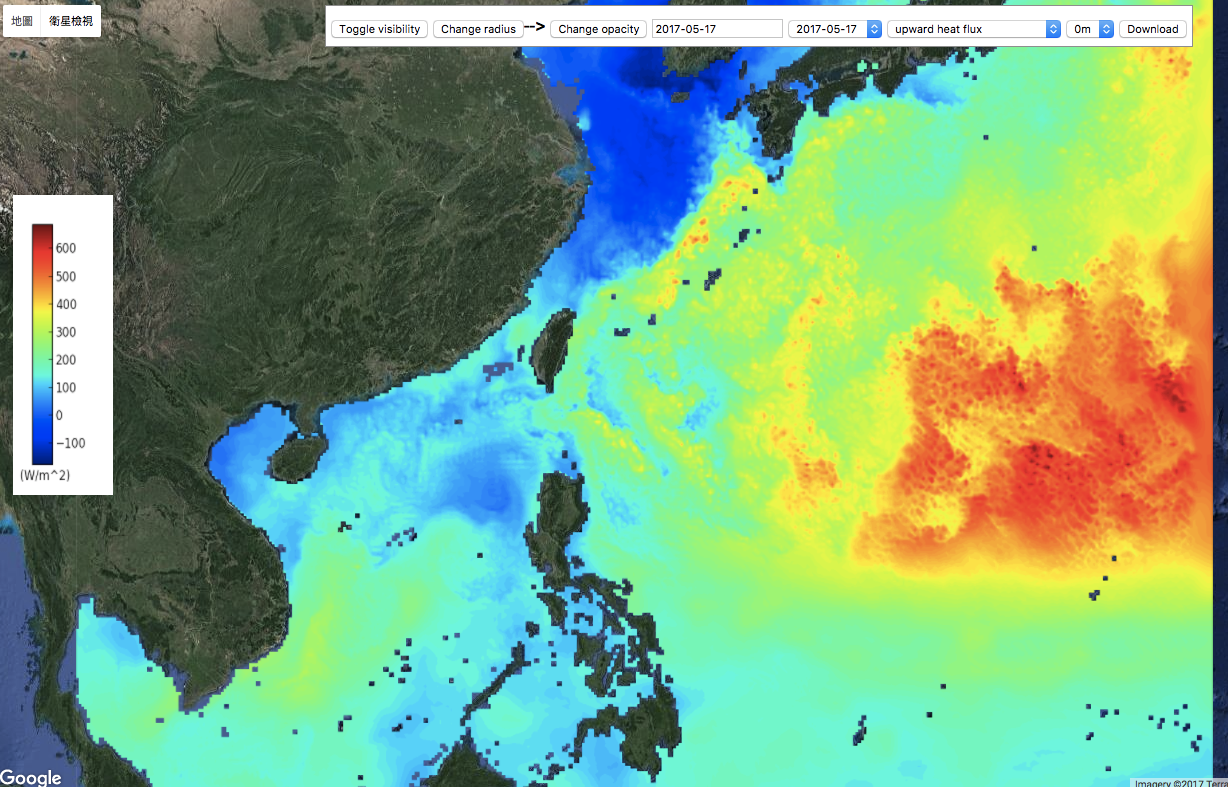 地圖 衛星檢視
Toggle visibility Change radius --> Change opacity 2017-05-17 2017-05-17 upward heat flux 0m Download
600
500
400
300
200
100
0
−100
(W/m^2)
Google
Imagery ©2017 Terr